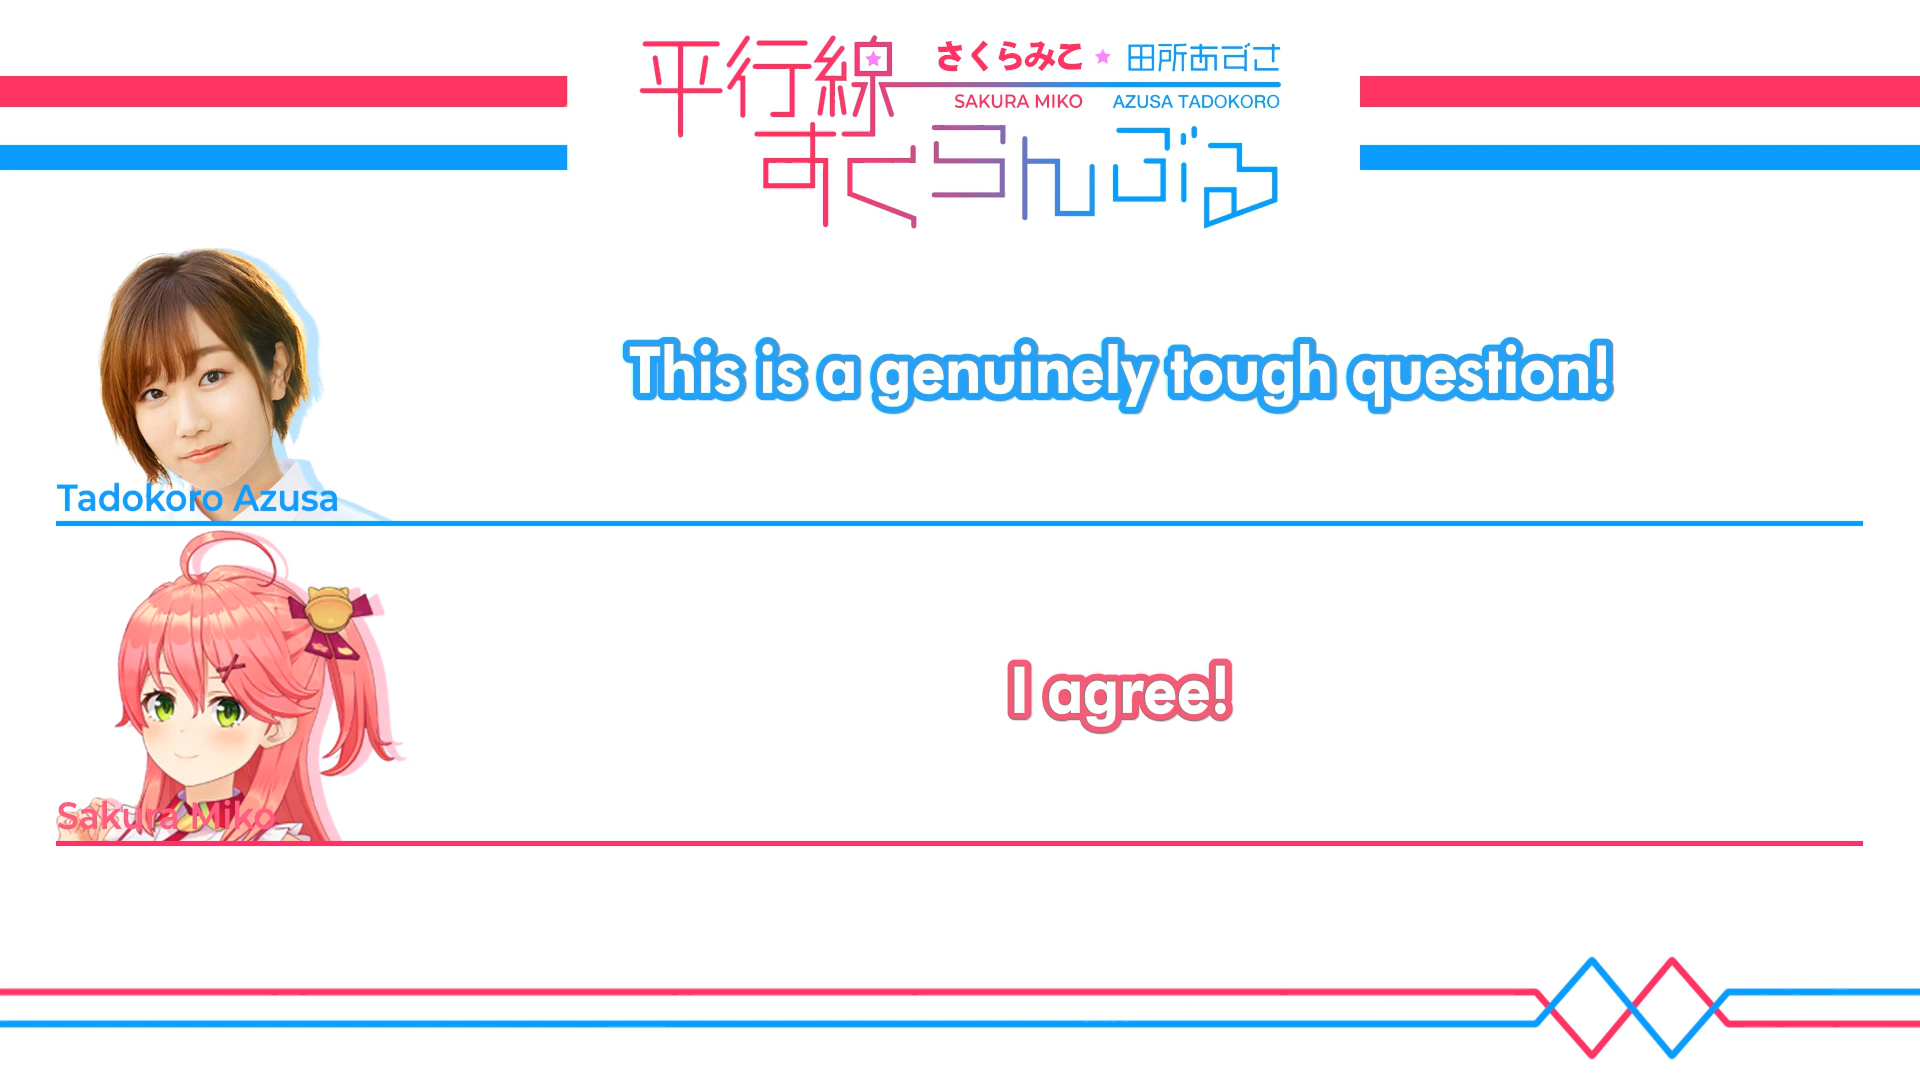 平行線
すくらんぶる
さくらみこ★田所あずさ
SAKURA MIKO AZUSA TADOKORO
This is a genuinely tough question!
Tadokoro Azusa
I agree!
Sakura Miko